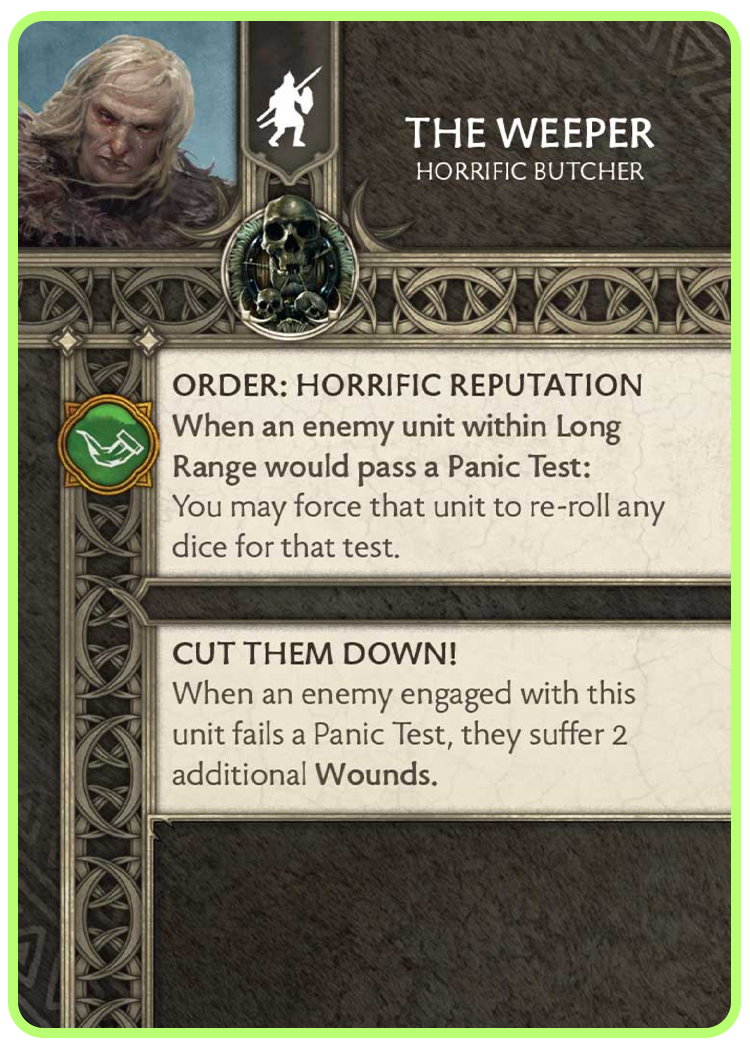 THE WEEPER
HORRIFIC BUTCHER
ORDER: HORRIFIC REPUTATION
When an enemy unit within Long
Range would pass a Panic Test:
You may force that unit to re-roll any
dice for that test.
CUT THEM DOWN!
When an enemy engaged with this
unit fails a Panic Test, they suffer 2
additional Wounds.